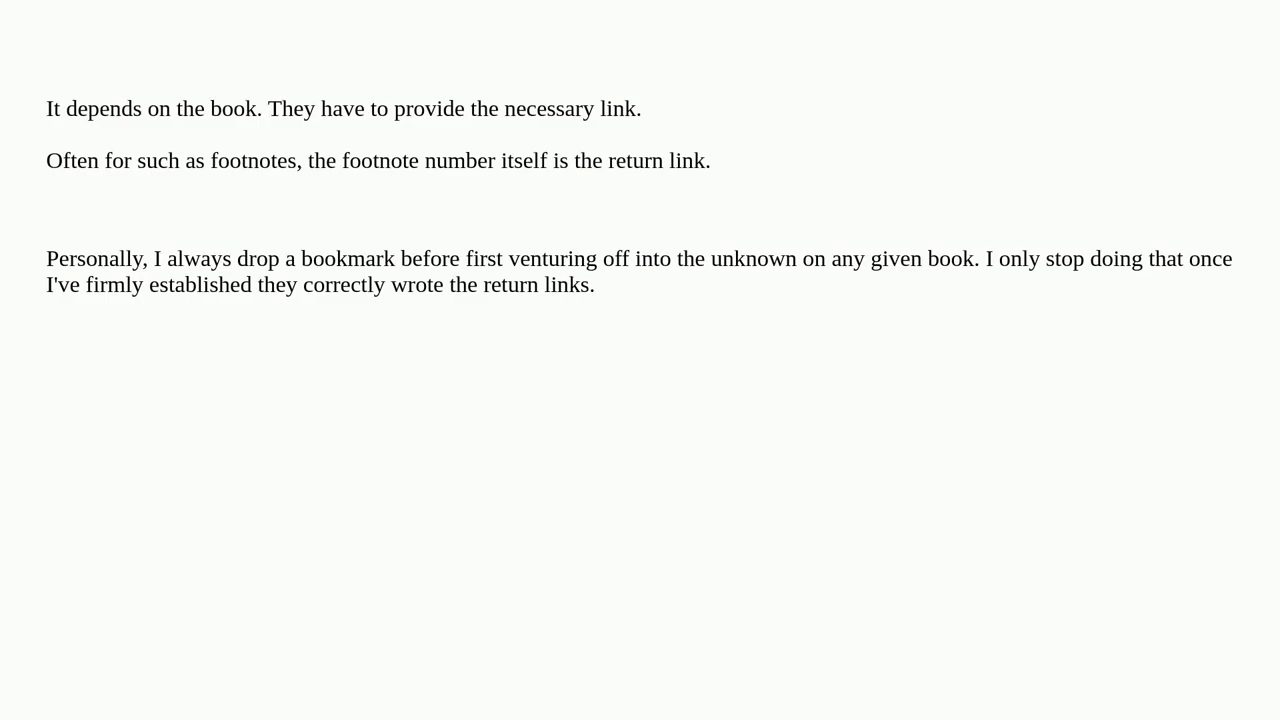 It depends on the book. They have to provide the necessary link.
Often for such as footnotes, the footnote number itself is the return link.
Personally, I always drop a bookmark before first venturing off into the unknown on any given book. I only stop doing that once
I've firmly established they correctly wrote the return links.